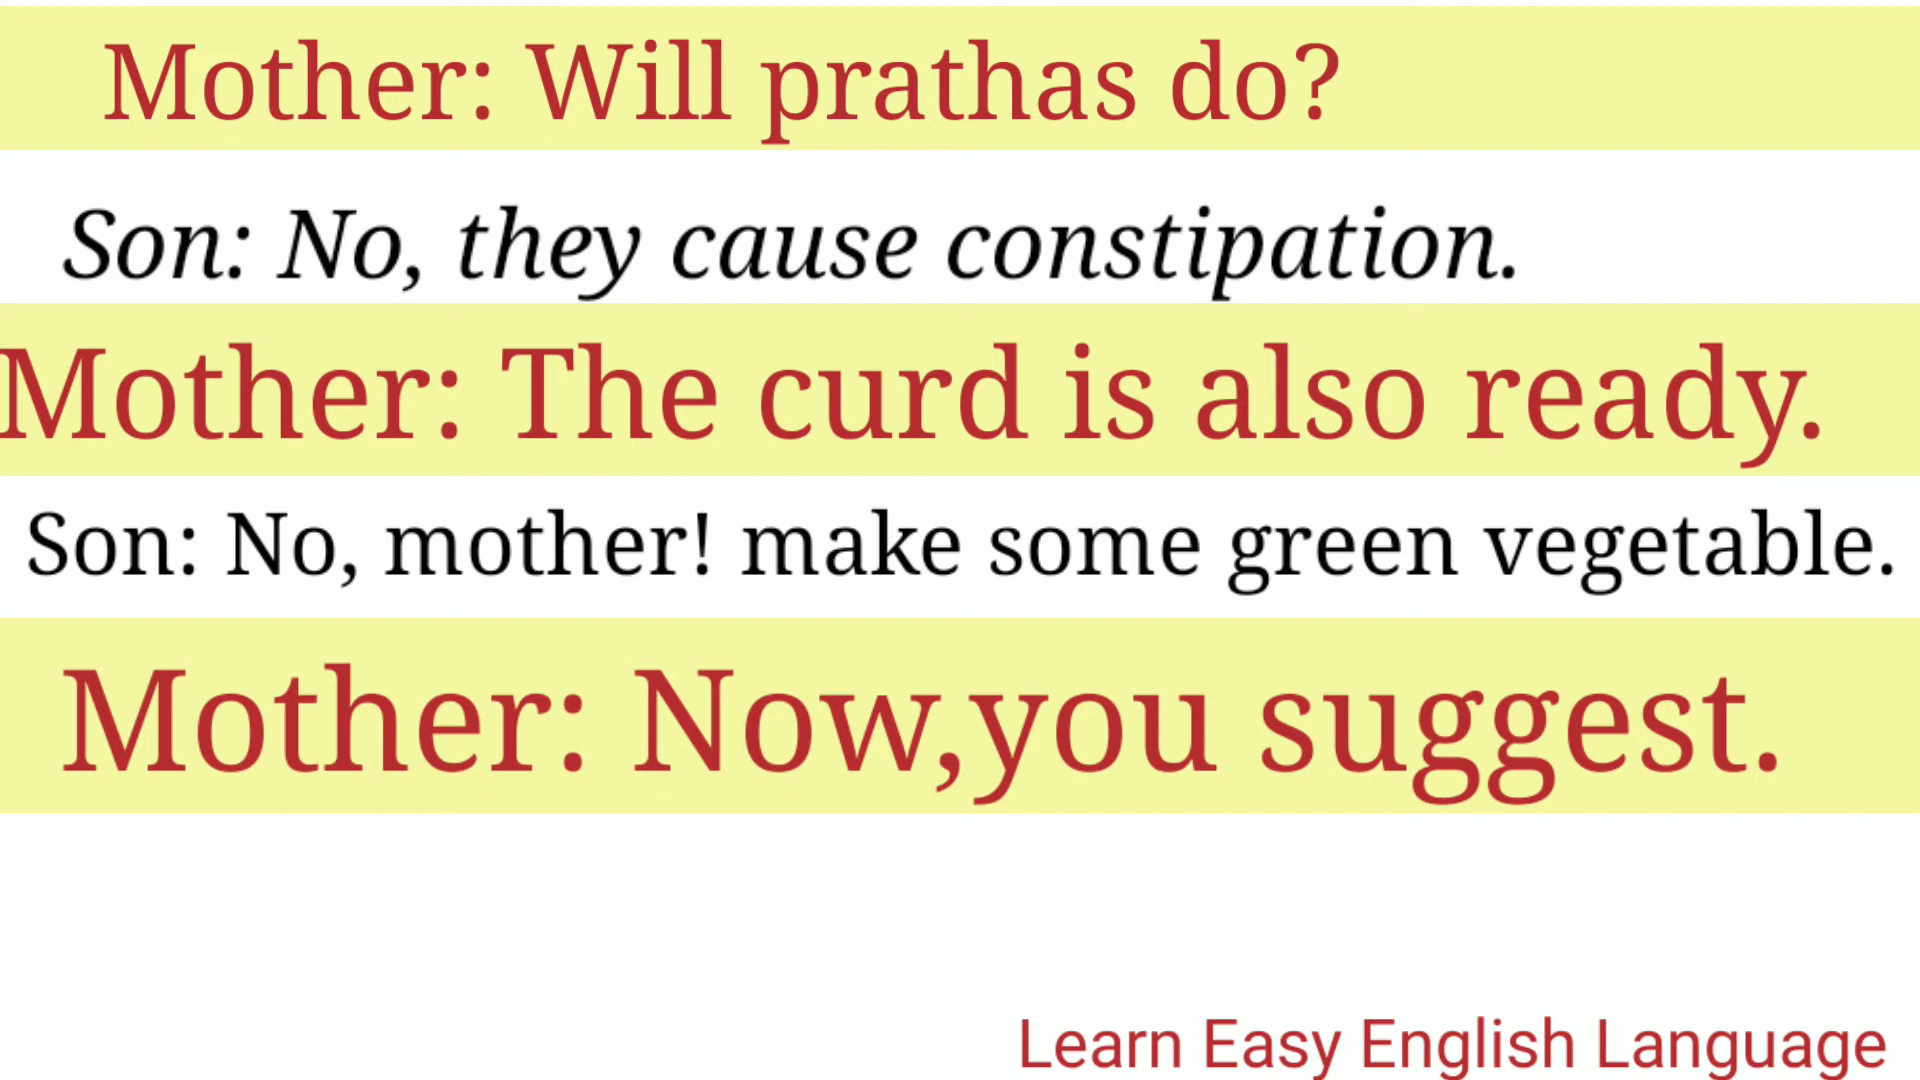 Mother: Will prathas do?
Son: No, they cause constipation.
Mother: The curd is also ready.
Son: No, mother! make some green vegetable.
Mother: Now,you suggest.
Learn Easy English Language